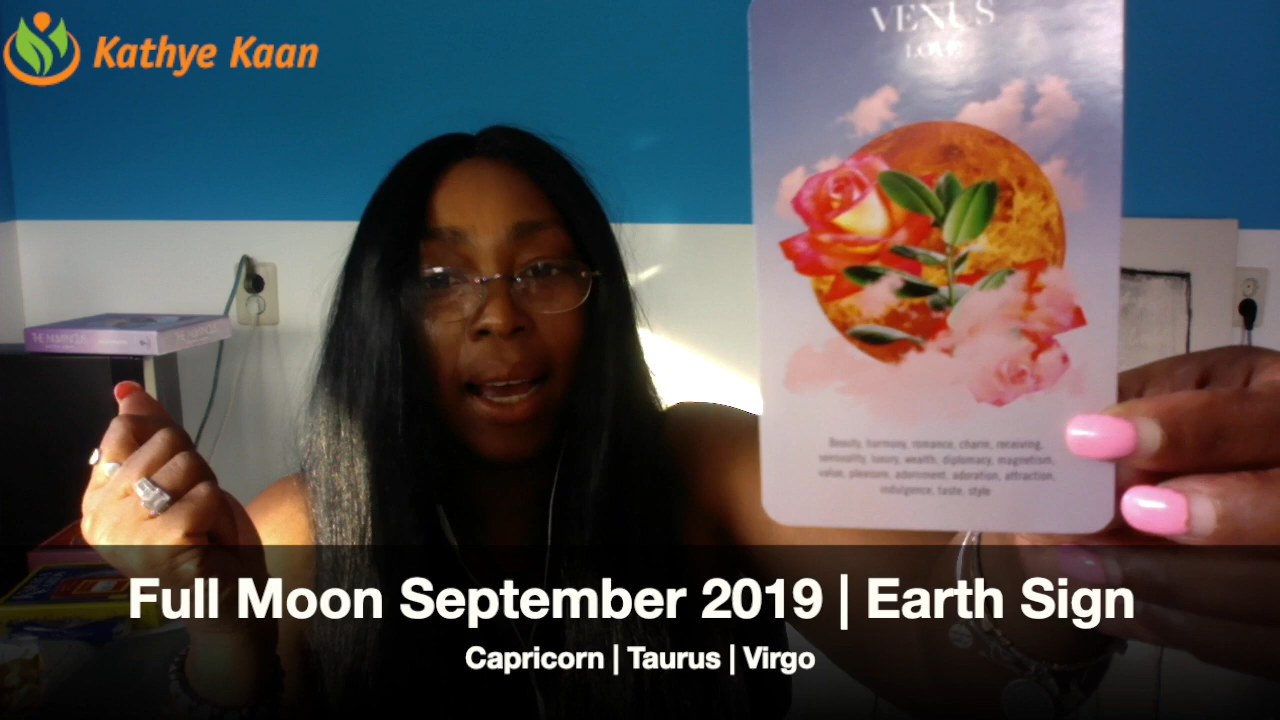 Kathye Kaan
VENUS
LOVE
Beauty, harmony, romance, charm, receiving,
sensuality, luxury, wealth, diplomacy, magnetism,
value, pleasure, adornment, adoration, attraction,
indulgence, taste, style
Full Moon September 2019 | Earth Sign
Capricorn | Taurus | Virgo